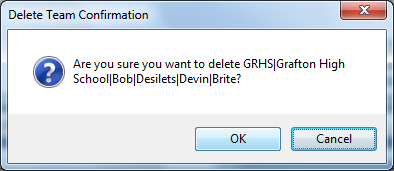 Delete Team Confirmation
Are you sure you want to delete GRHS|Grafton High
School|Bob|Desilets|Devin|Brite?
OK
Cancel